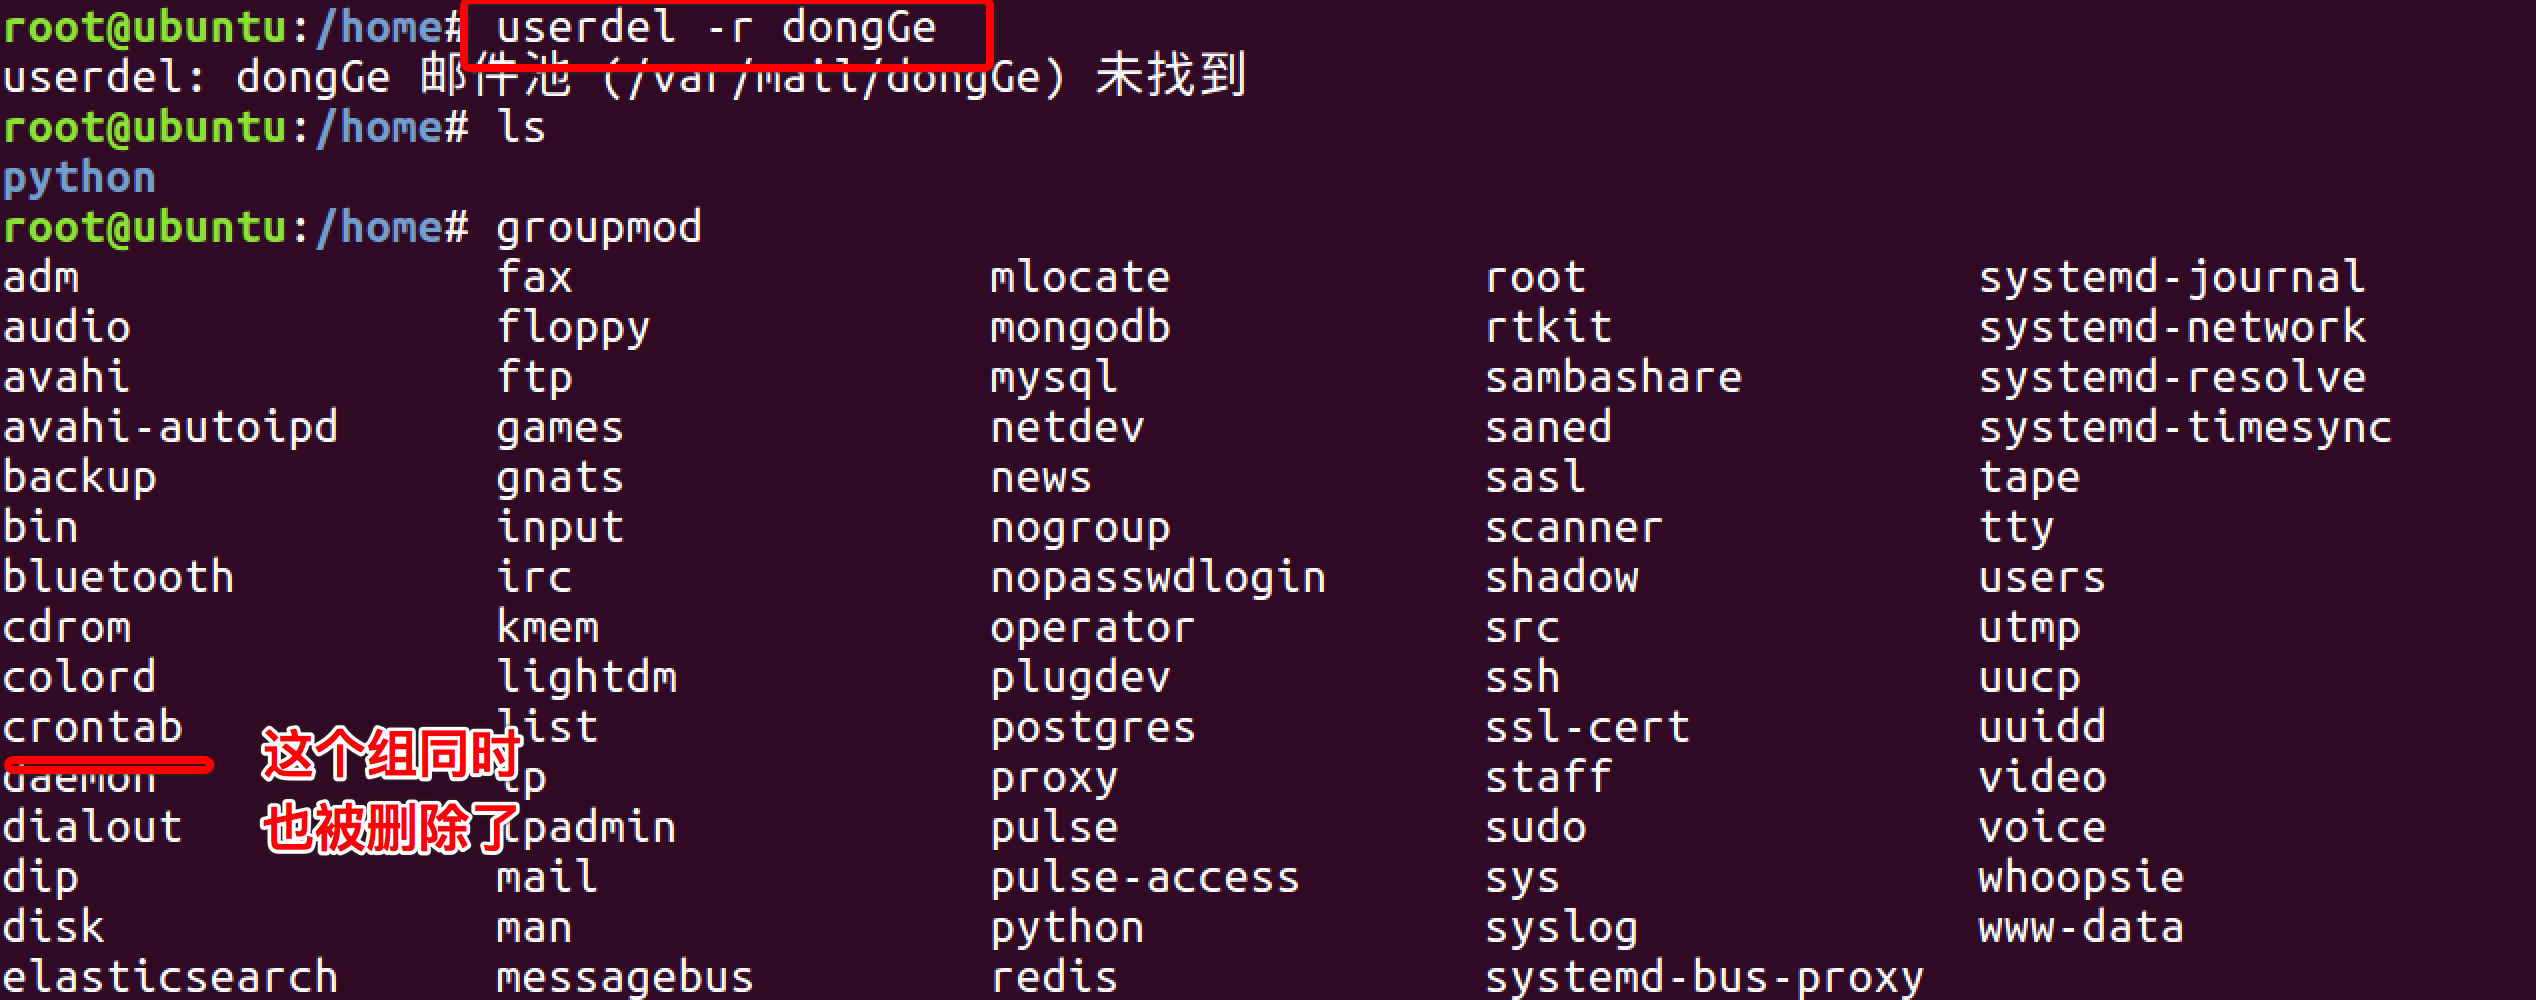 root@ubuntu:/home# userdel -r dongGe
userdel: dongGe 邮件池 (/var/mail/dongGe) 未找到
root@ubuntu:/home# ls
python
root@ubuntu:/home# groupmod
adm fax mlocate root systemd-journal
audio floppy mongodb rtkit systemd-network
avahi ftp mysql sambashare systemd-resolve
avahi-autoipd games netdev saned systemd-timesync
backup gnats news sasl tape
bin input nogroup scanner tty
bluetooth irc nopasswdlogin shadow users
cdrom kmem operator src utmp
colord lightdm plugdev ssh uucp
crontab list postgres ssl-cert uuidd
这个组同时
daemon lp proxy staff video
也被删除了
dialout lpadmin pulse sudo voice
dip mail pulse-access sys whoopsie
disk man python syslog www-data
elasticsearch messagebus redis systemd-bus-proxy